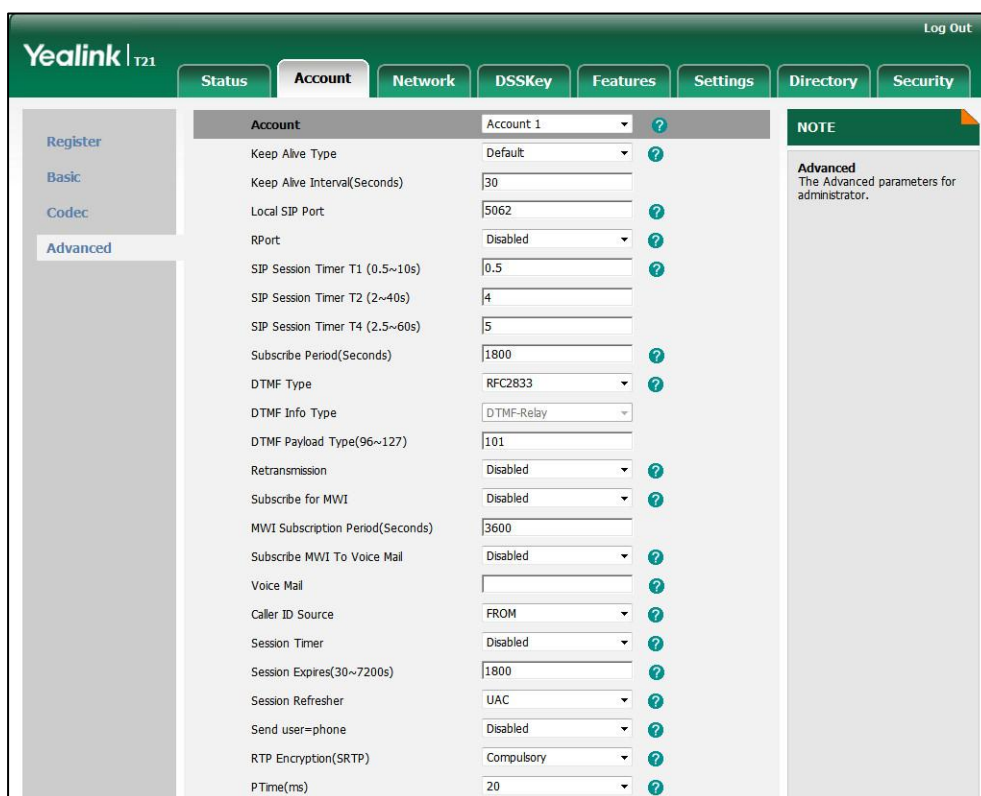 Log Out
Yealink | T21
Status Account Network DSSKey Features Settings Directory Security
Register
Basic
Codec
Advanced
Account Account 1 ?
Keep Alive Type Default ?
Keep Alive Interval(Seconds) 30
Local SIP Port 5062 ?
RPort Disabled ?
SIP Session Timer T1 (0.5~10s) 0.5 ?
SIP Session Timer T2 (2~40s) 4
SIP Session Timer T4 (2.5~60s) 5
Subscribe Period(Seconds) 1800 ?
DTMF Type RFC2833 ?
DTMF Info Type DTMF-Relay
DTMF Payload Type(96~127) 101
Retransmission Disabled ?
Subscribe for MWI Disabled ?
MWI Subscription Period(Seconds) 3600
Subscribe MWI To Voice Mail Disabled ?
Voice Mail ?
Caller ID Source FROM ?
Session Timer Disabled ?
Session Expires(30~7200s) 1800 ?
Session Refresher UAC ?
Send user=phone Disabled ?
RTP Encryption(SRTP) Compulsory ?
PTime(ms) 20 ?
NOTE
Advanced
The Advanced parameters for
administrator.